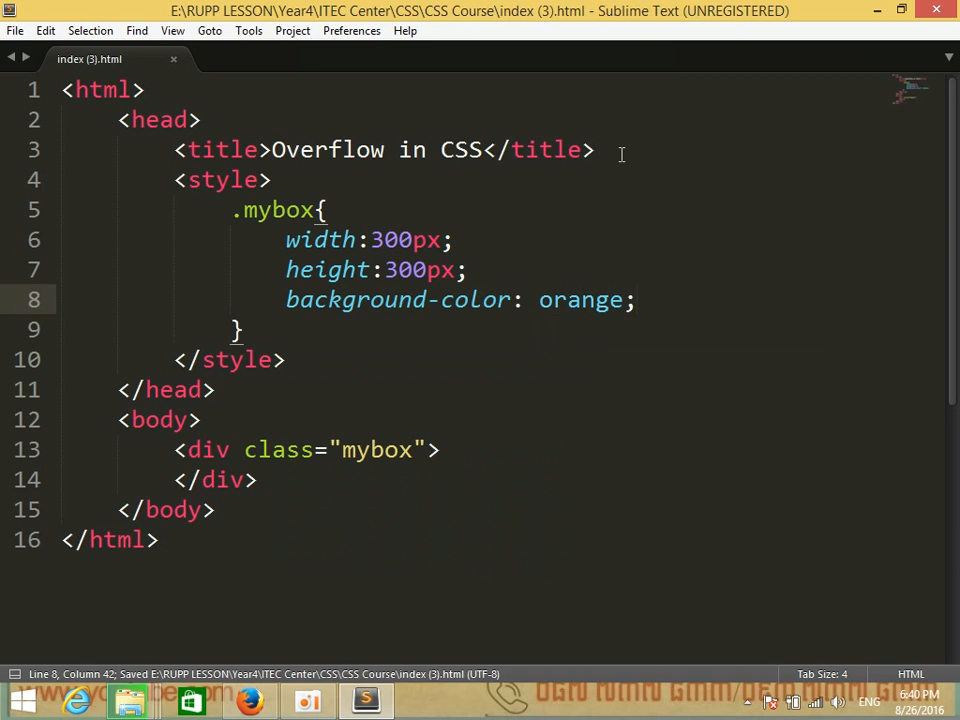 E:\RUPP LESSON\Year4\ITEC Center\CSS\CSS Course\index (3).html - Sublime Text (UNREGISTERED)
File Edit Selection Find View Goto Tools Project Preferences Help
index (3).html
1 <html>
2 <head>
3 <title>Overflow in CSS</title>
4 <style>
5 .mybox{
6 width:300px;
7 height:300px;
8 background-color: orange;
9 }
10 </style>
11 </head>
12 <body>
13 <div class="mybox">
14 </div>
15 </body>
16 </html>
Line 8, Column 42; Saved E:\RUPP LESSON\Year4\ITEC Center\CSS\CSS Course\index (3).html (UTF-8) Tab Size: 4 HTML
ENG
6:40 PM
8/26/2016